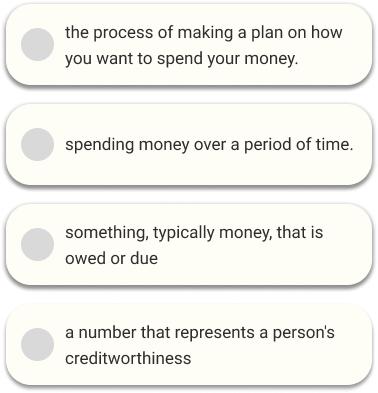 the process of making a plan on how
you want to spend your money.
spending money over a period of time.
something, typically money, that is
owed or due
a number that represents a person's
creditworthiness